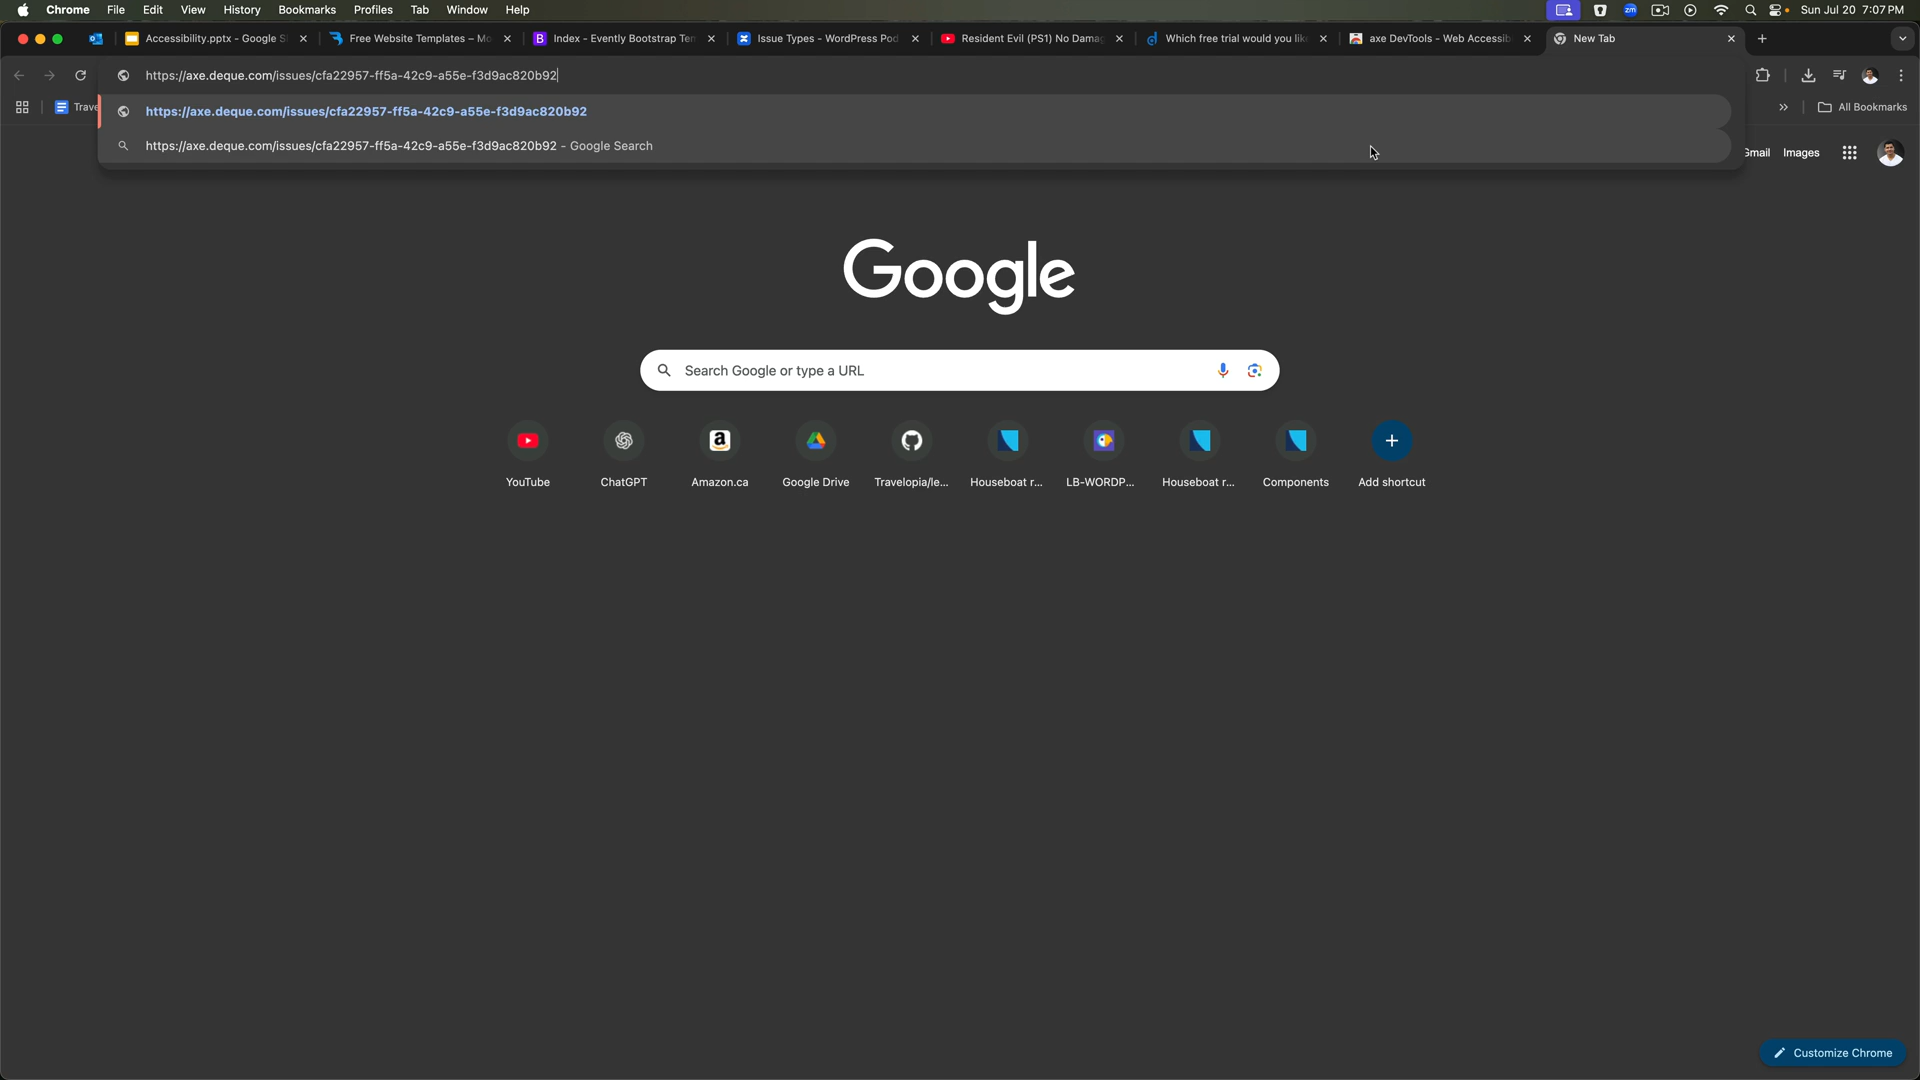 Chrome File Edit View History Bookmarks Profiles Tab Window Help zm Sun Jul 20 7:07 PM
Accessibility.pptx - Google S Free Website Templates – Mo Index - Evently Bootstrap Ten Issue Types - WordPress Pod Resident Evil (PS1) No Damag Which free trial would you lik axe DevTools - Web Accessib New Tab
https://axe.deque.com/issues/cfa22957-ff5a-42c9-a55e-f3d9ac820b92
Trave https://axe.deque.com/issues/cfa22957-ff5a-42c9-a55e-f3d9ac820b92 » All Bookmarks
https://axe.deque.com/issues/cfa22957-ff5a-42c9-a55e-f3d9ac820b92 - Google Search
Gmail Images
Google
Search Google or type a URL
YouTube ChatGPT Amazon.ca Google Drive Travelopia/le... Houseboat r... LB-WORDP... Houseboat r... Components Add shortcut
Customize Chrome